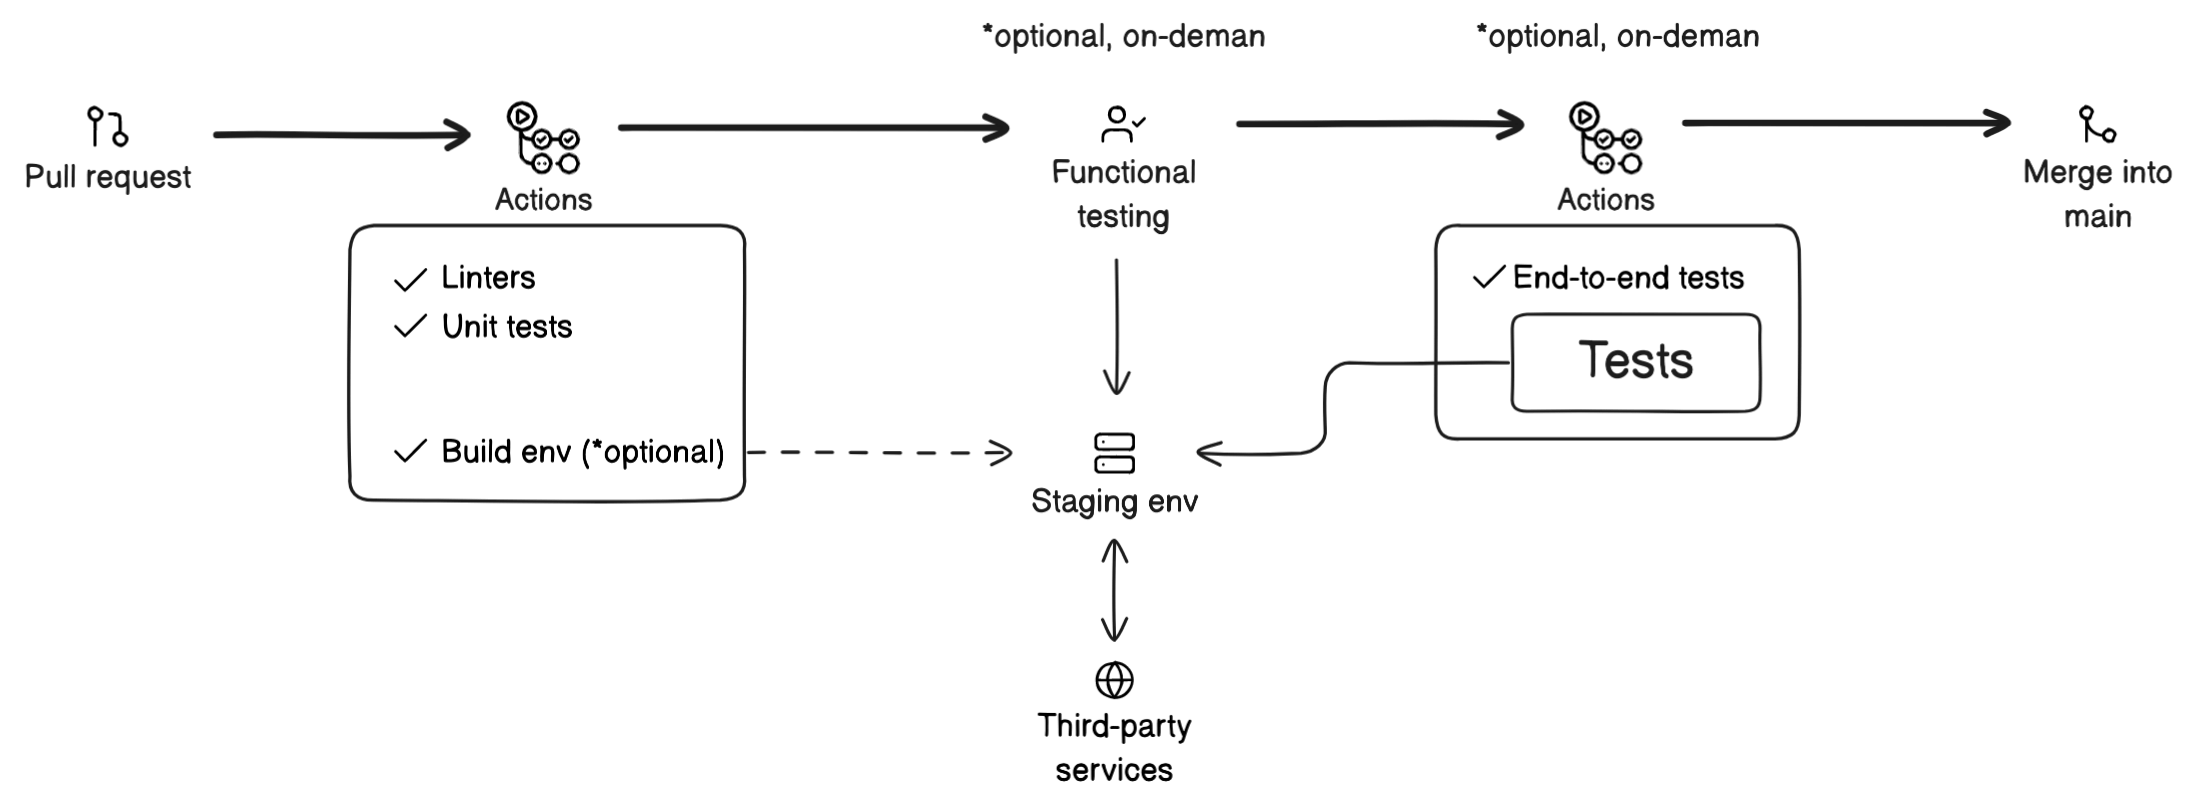 *optional, on-deman
*optional, on-deman
Pull request
Actions
Functional
testing
Actions
Merge into
main
Linters
Unit tests
Build env (*optional)
End-to-end tests
Tests
Staging env
Third-party
services